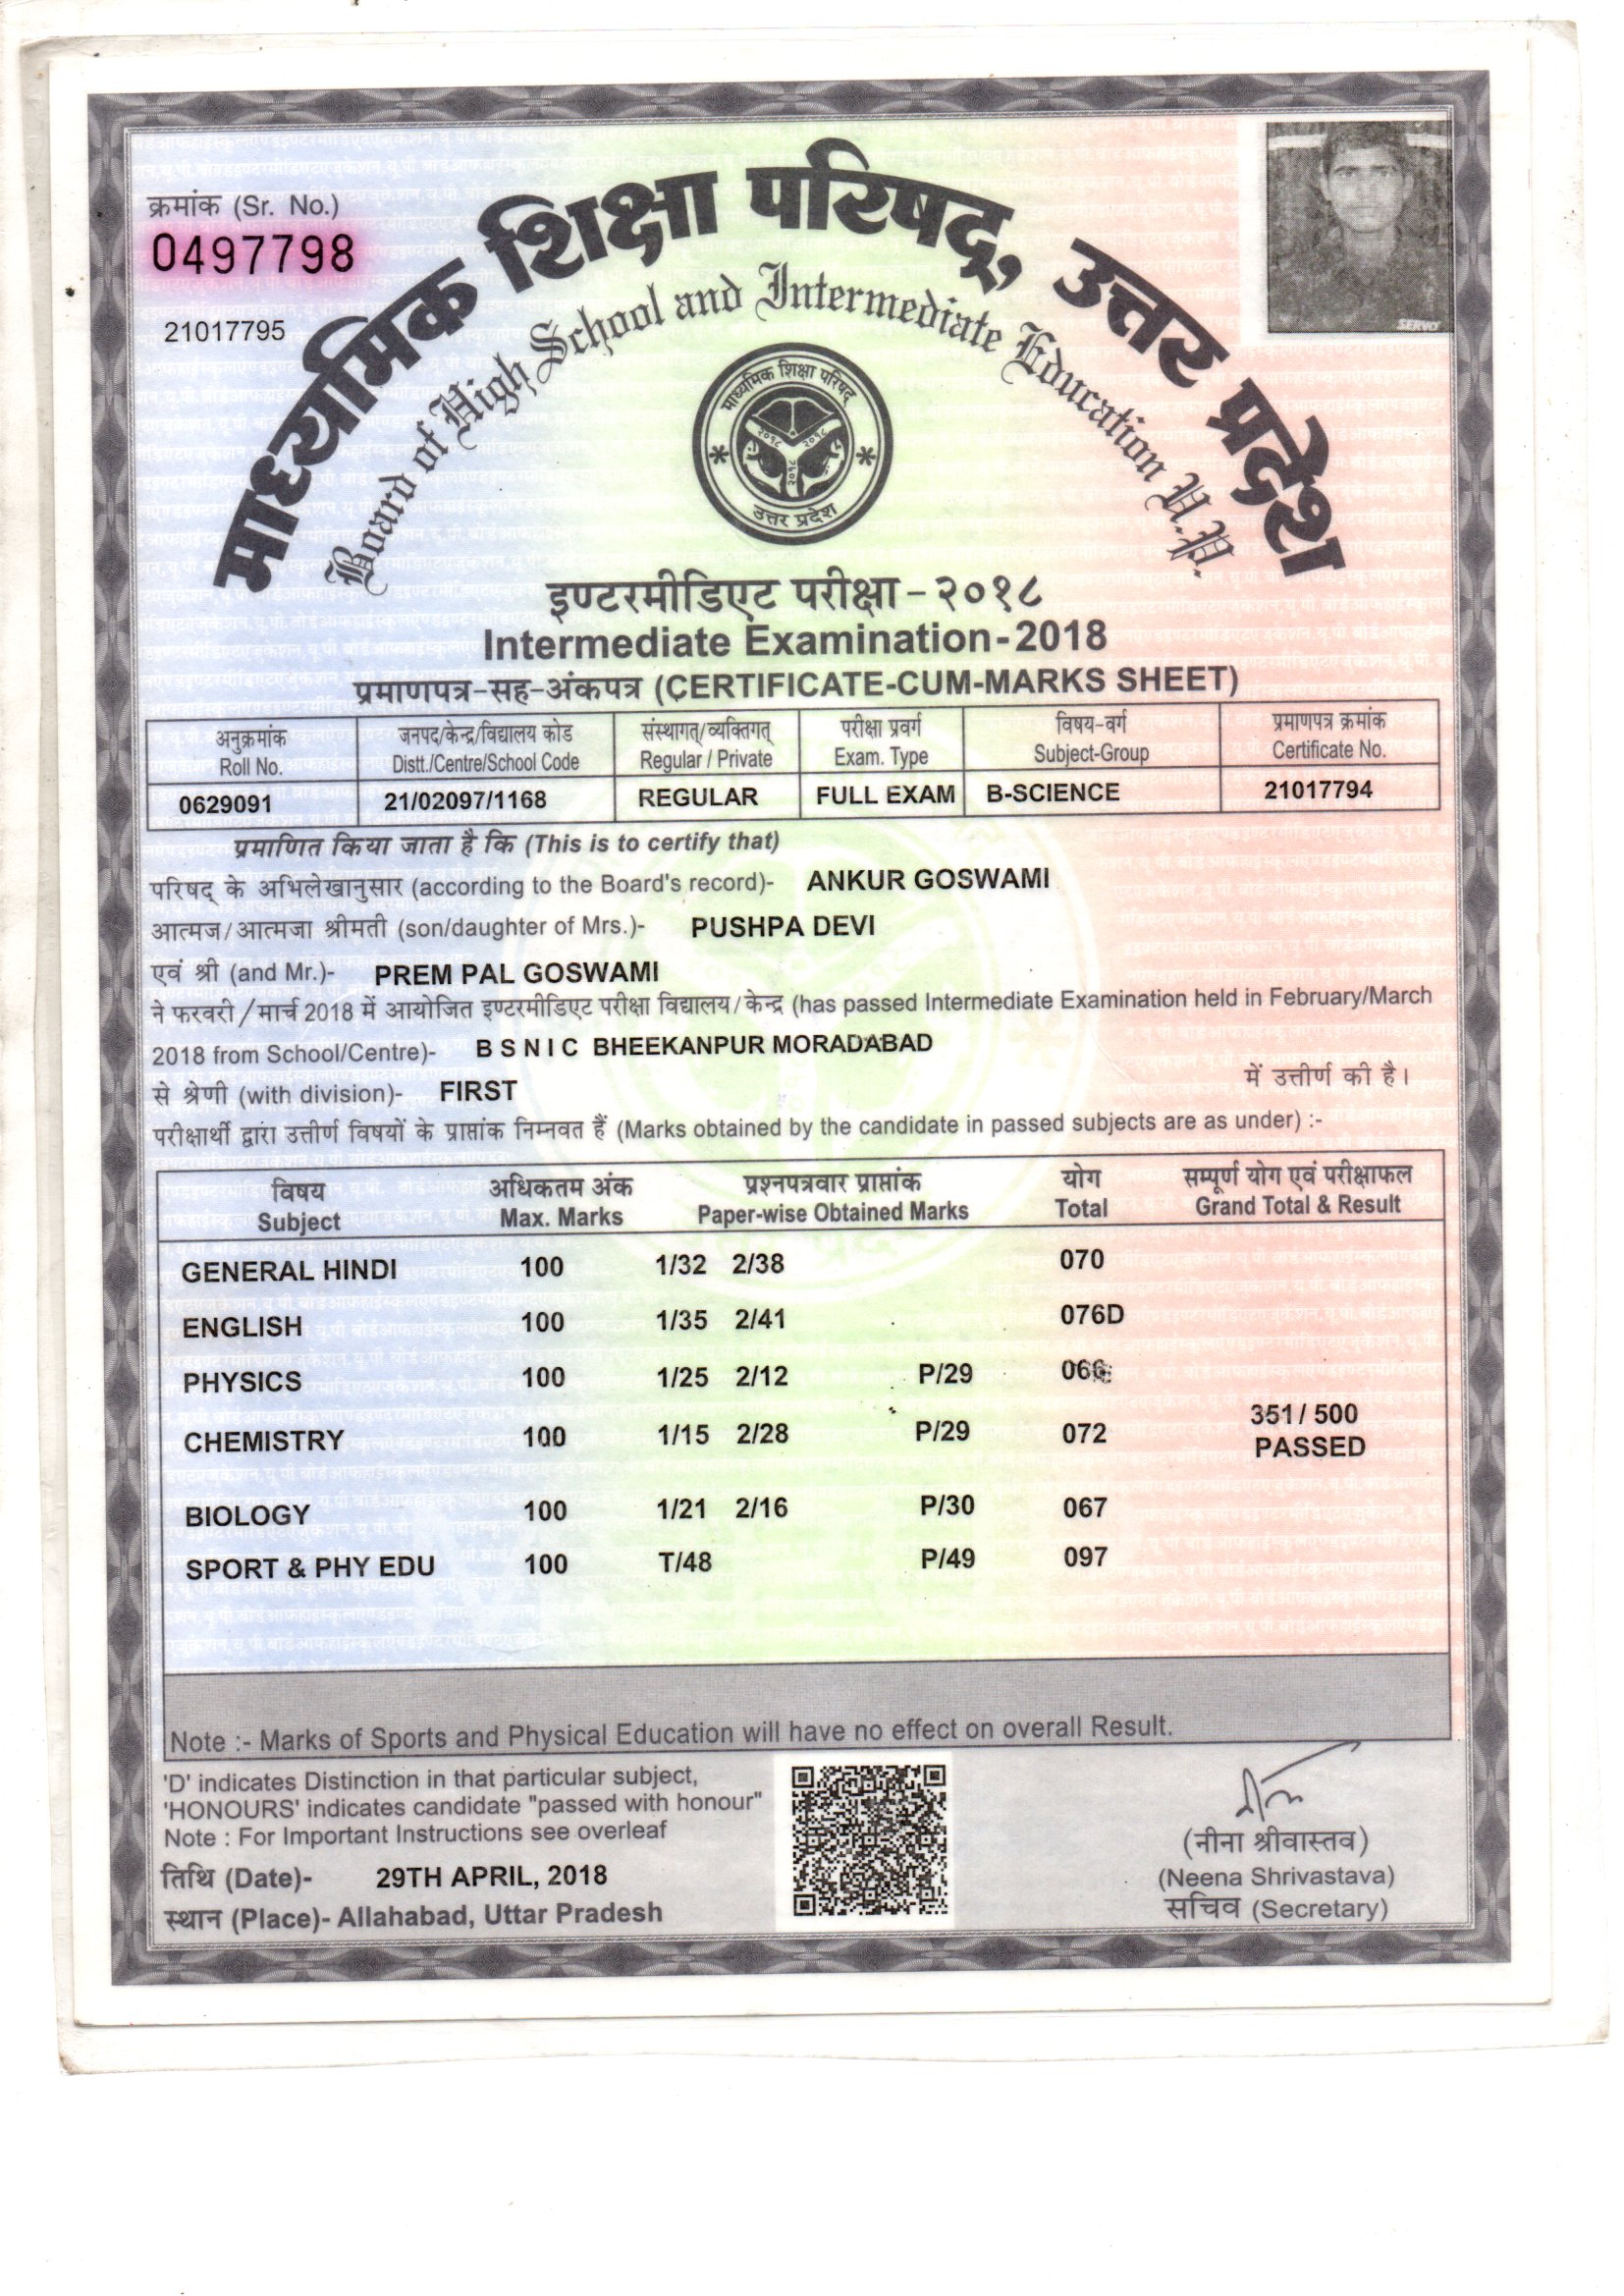 क्रमांक (Sr. No.)
0497798
21017795
SERVO
माध्यमिक शिक्षा परिषद्, उत्तर प्रदेश
Board of High School and Intermediate Education U.P.
माध्यमिक शिक्षा परिषद्
उत्तर प्रदेश
इण्टरमीडिएट परीक्षा - २०१८
Intermediate Examination - 2018
प्रमाणपत्र-सह-अंकपत्र (CERTIFICATE-CUM-MARKS SHEET)
अनुक्रमांक जनपद/केन्द्र/विद्यालय कोड संस्थागत्/व्यक्तिगत् परीक्षा प्रवर्ग विषय-वर्ग प्रमाणपत्र क्रमांक
Roll No. Distt./Centre/School Code Regular / Private Exam. Type Subject-Group Certificate No.
0629091 21/02097/1168 REGULAR FULL EXAM B-SCIENCE 21017794
प्रमाणित किया जाता है कि (This is to certify that)
परिषद् के अभिलेखानुसार (according to the Board's record)- ANKUR GOSWAMI
आत्मज/आत्मजा श्रीमती (son/daughter of Mrs.)- PUSHPA DEVI
एवं श्री (and Mr.)- PREM PAL GOSWAMI
ने फरवरी/मार्च 2018 में आयोजित इण्टरमीडिएट परीक्षा विद्यालय/केन्द्र (has passed Intermediate Examination held in February/March
2018 from School/Centre)- B S N I C BHEEKANPUR MORADABAD
से श्रेणी (with division)- FIRST में उत्तीर्ण की है।
परीक्षार्थी द्वारा उत्तीर्ण विषयों के प्राप्तांक निम्नवत हैं (Marks obtained by the candidate in passed subjects are as under) :-
विषय अधिकतम अंक प्रश्नपत्रवार प्राप्तांक योग सम्पूर्ण योग एवं परीक्षाफल
Subject Max. Marks Paper-wise Obtained Marks Total Grand Total & Result
GENERAL HINDI 100 1/32 2/38 070
ENGLISH 100 1/35 2/41 076D
PHYSICS 100 1/25 2/12 P/29 066
351/ 500
CHEMISTRY 100 1/15 2/28 P/29 072
PASSED
BIOLOGY 100 1/21 2/16 P/30 067
SPORT & PHY EDU 100 T/48 P/49 097
Note :- Marks of Sports and Physical Education will have no effect on overall Result.
'D' indicates Distinction in that particular subject,
'HONOURS' indicates candidate "passed with honour"
Note : For Important Instructions see overleaf
तिथि (Date)- 29TH APRIL, 2018
स्थान (Place)- Allahabad, Uttar Pradesh
(नीना श्रीवास्तव)
(Neena Shrivastava)
सचिव (Secretary)